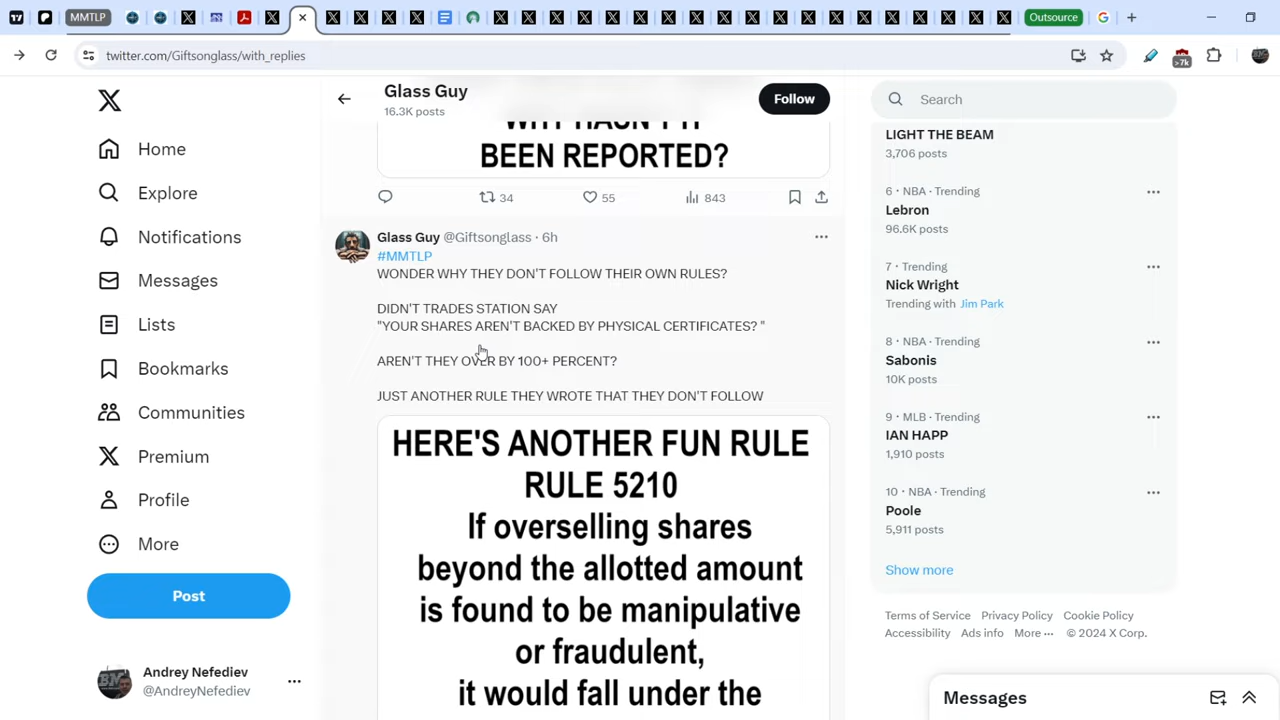 MMTLP
Outsource
twitter.com/Giftsonglass/with_replies
>7k
Home
Explore
Notifications
Messages
Lists
Bookmarks
Communities
Premium
Profile
More
Post
Andrey Nefediev
@AndreyNefediev
Glass Guy
16.3K posts
Follow
WHY HASN'T IT
BEEN REPORTED?
34
55
843
Glass Guy @Giftsonglass · 6h
#MMTLP
WONDER WHY THEY DON'T FOLLOW THEIR OWN RULES?
DIDN'T TRADES STATION SAY
"YOUR SHARES AREN'T BACKED BY PHYSICAL CERTIFICATES? "
AREN'T THEY OVER BY 100+ PERCENT?
JUST ANOTHER RULE THEY WROTE THAT THEY DON'T FOLLOW
HERE'S ANOTHER FUN RULE
RULE 5210
If overselling shares
beyond the allotted amount
is found to be manipulative
or fraudulent,
it would fall under the
Search
LIGHT THE BEAM
3,706 posts
6 · NBA · Trending
Lebron
96.6K posts
7 · Trending
Nick Wright
Trending with Jim Park
8 · NBA · Trending
Sabonis
10K posts
9 · MLB · Trending
IAN HAPP
1,910 posts
10 · NBA · Trending
Poole
5,911 posts
Show more
Terms of Service Privacy Policy Cookie Policy
Accessibility Ads info More ··· © 2024 X Corp.
Messages